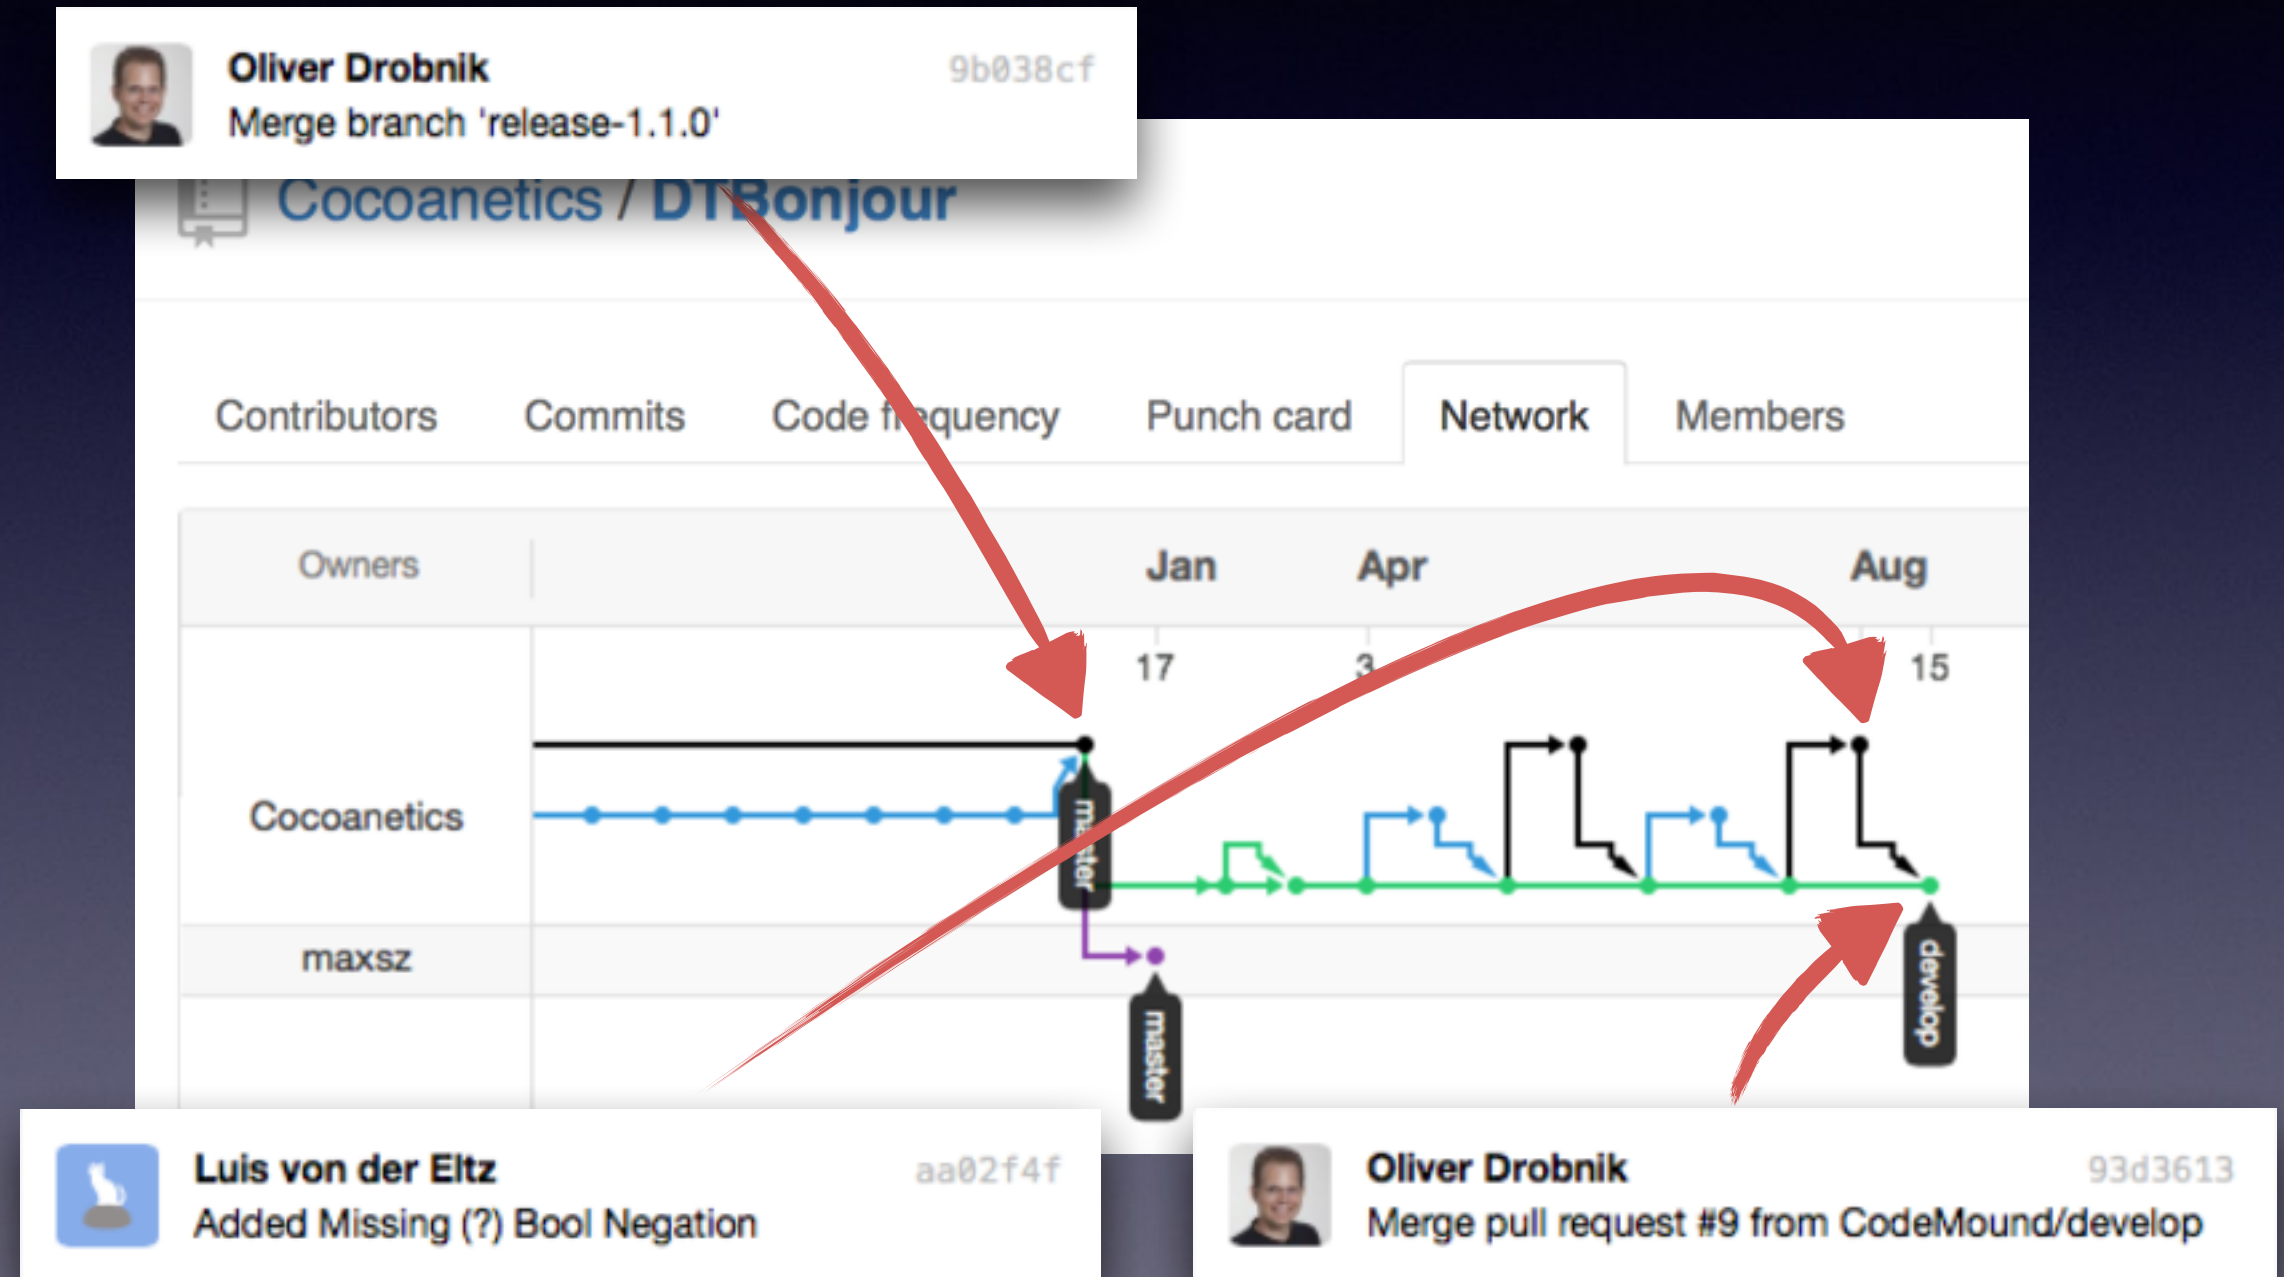 Oliver Drobnik 9b038cf
Merge branch 'release-1.1.0'
Cocoanetics / DTBonjour
Contributors Commits Code frequency Punch card Network Members
Owners Jan Apr Aug
17 3 15
Cocoanetics
master
maxsz
master
develop
Luis von der Eltz aa02f4f
Added Missing (?) Bool Negation
Oliver Drobnik 93d3613
Merge pull request #9 from CodeMound/develop